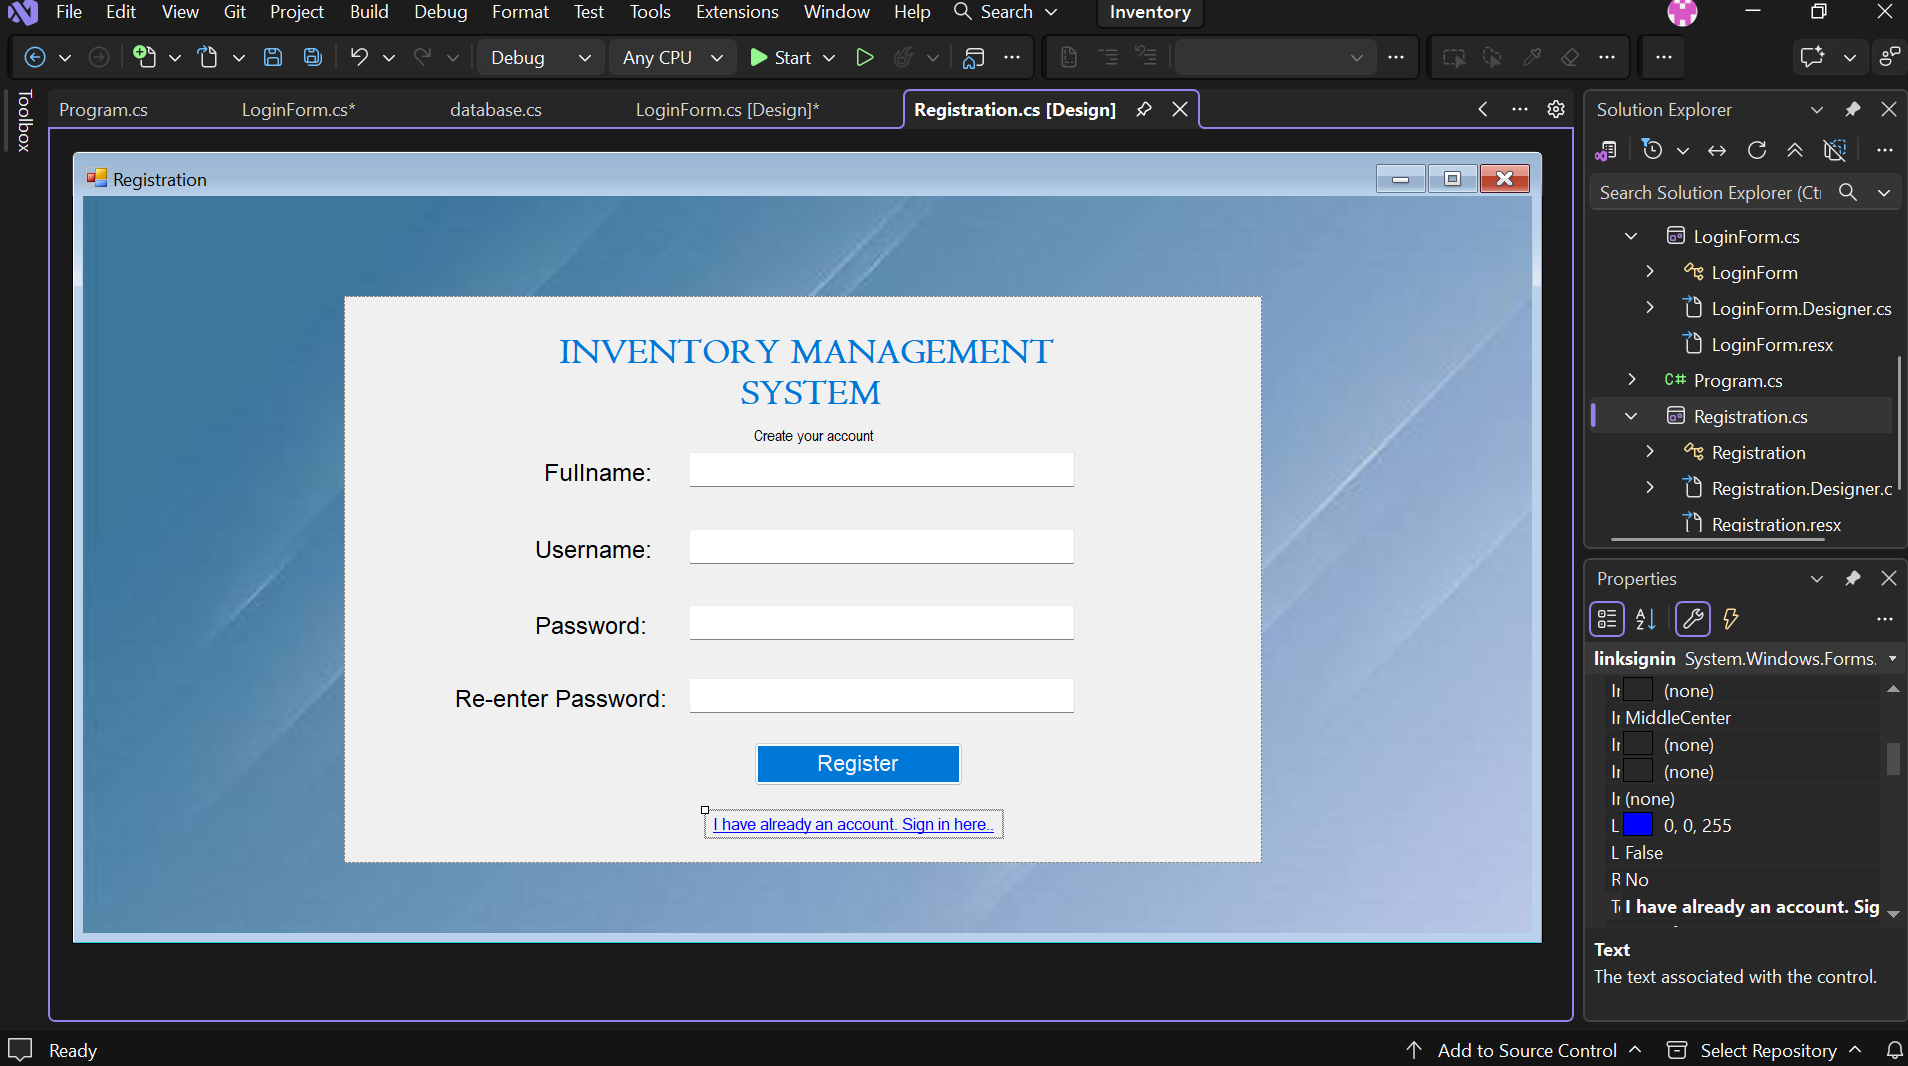 File Edit View Git Project Build Debug Format Test Tools Extensions Window Help Search Inventory
Debug Any CPU Start
Toolbox
Program.cs LoginForm.cs* database.cs LoginForm.cs [Design]* Registration.cs [Design]
Registration
INVENTORY MANAGEMENT
SYSTEM
Create your account
Fullname:
Username:
Password:
Re-enter Password:
Register
I have already an account. Sign in here..
Solution Explorer
Search Solution Explorer (Ct
LoginForm.cs
LoginForm
LoginForm.Designer.cs
LoginForm.resx
C# Program.cs
Registration.cs
Registration
Registration.Designer.c
Registration.resx
Properties
linksignin System.Windows.Forms.
(none)
MiddleCenter
(none)
(none)
(none)
L 0, 0, 255
L False
R No
I have already an account. Sig
Text
The text associated with the control.
Ready
Add to Source Control Select Repository